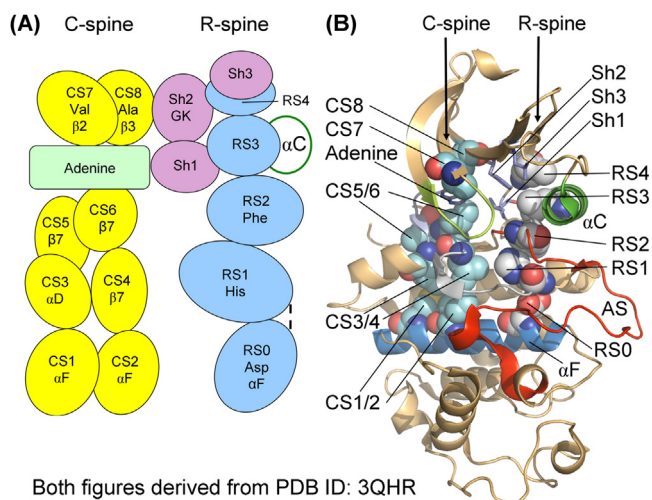 (A) C-spine R-spine
CS7
Val
β2
CS8
Ala
β3
Sh2
GK
Sh3
RS4
Adenine
Sh1
RS3
αC
CS5
β7
CS6
β7
RS2
Phe
CS3
αD
CS4
β7
RS1
His
CS1
αF
CS2
αF
RS0
Asp
αF
(B) C-spine R-spine
CS8
CS7
Adenine
CS5/6
CS3/4
CS1/2
Sh2
Sh3
Sh1
RS4
RS3
αC
RS2
RS1
AS
RS0
αF
Both figures derived from PDB ID: 3QHR